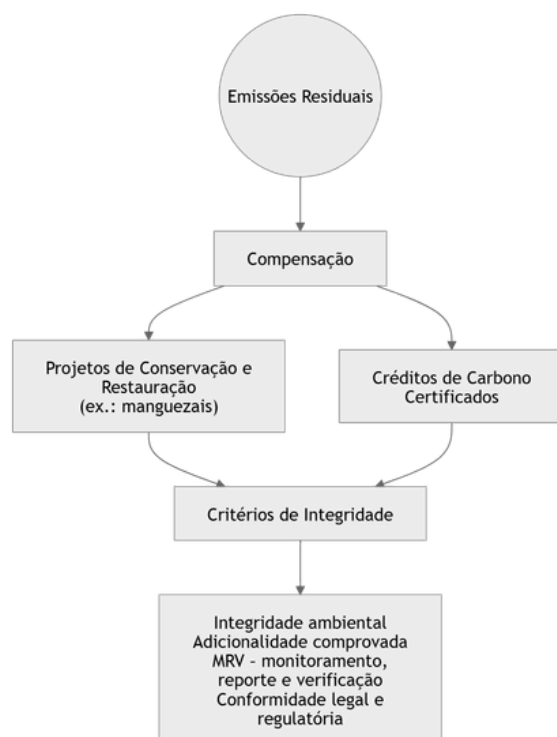 Emissões Residuais
Compensação
Projetos de Conservação e
Restauração
(ex.: manguezais)
Créditos de Carbono
Certificados
Critérios de Integridade
Integridade ambiental
Adicionalidade comprovada
MRV - monitoramento,
reporte e verificação
Conformidade legal e
regulatória